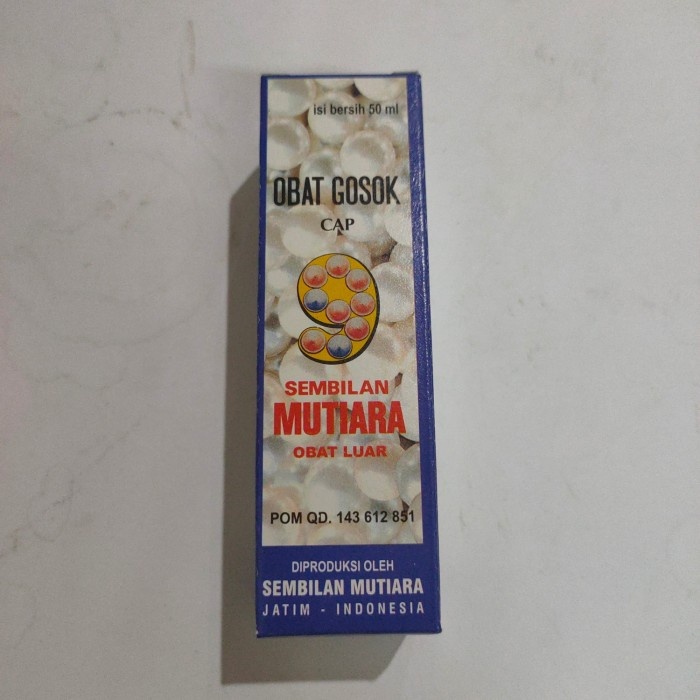 isi bersih 50 ml
OBAT GOSOK
CAP
9
SEMBILAN
MUTIARA
OBAT LUAR
POM QD. 143 612 851
DIPRODUKSI OLEH
SEMBILAN MUTIARA
JATIM - INDONESIA